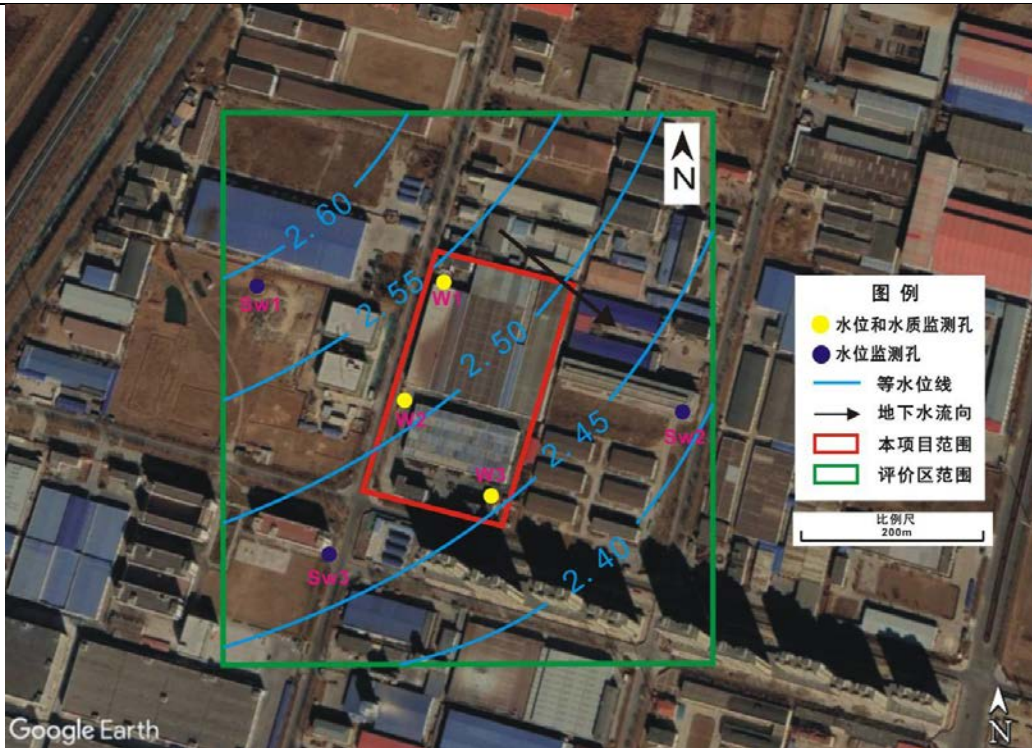 N
2.60
Sw1
W1
2.55
2.50
W2
Sw2
2.45
W3
Sw3
2.40
图 例
水位和水质监测孔
水位监测孔
等水位线
地下水流向
本项目范围
评价区范围
比例尺
200m
Google Earth
N